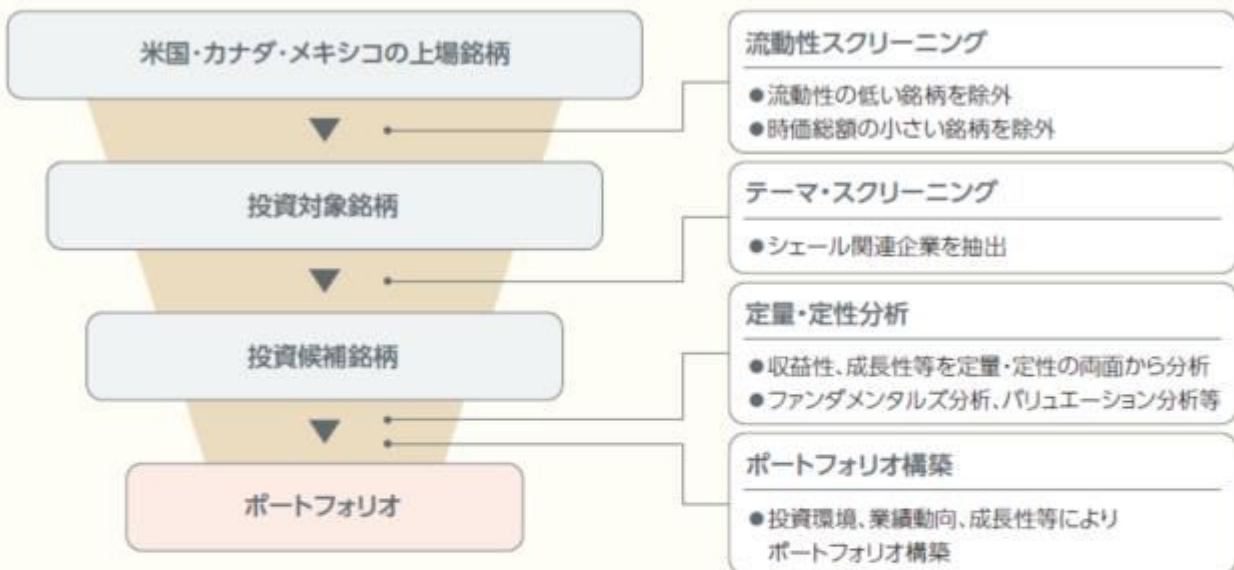 米国・カナダ・メキシコの上場銘柄
流動性スクリーニング
●流動性の低い銘柄を除外
●時価総額の小さい銘柄を除外
投資対象銘柄
テーマ・スクリーニング
●シェール関連企業を抽出
投資候補銘柄
定量・定性分析
●収益性、成長性等を定量・定性の両面から分析
●ファンダメンタルズ分析、バリュエーション分析等
ポートフォリオ
ポートフォリオ構築
●投資環境、業績動向、成長性等により
ポートフォリオ構築